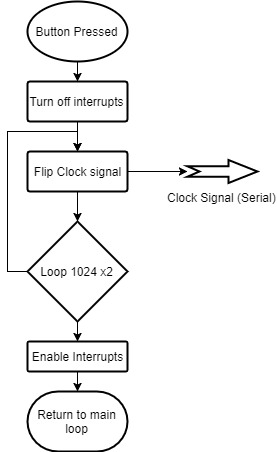 Button Pressed
Turn off interrupts
Flip Clock signal
Clock Signal (Serial)
Loop 1024 x2
Enable Interrupts
Return to main
loop